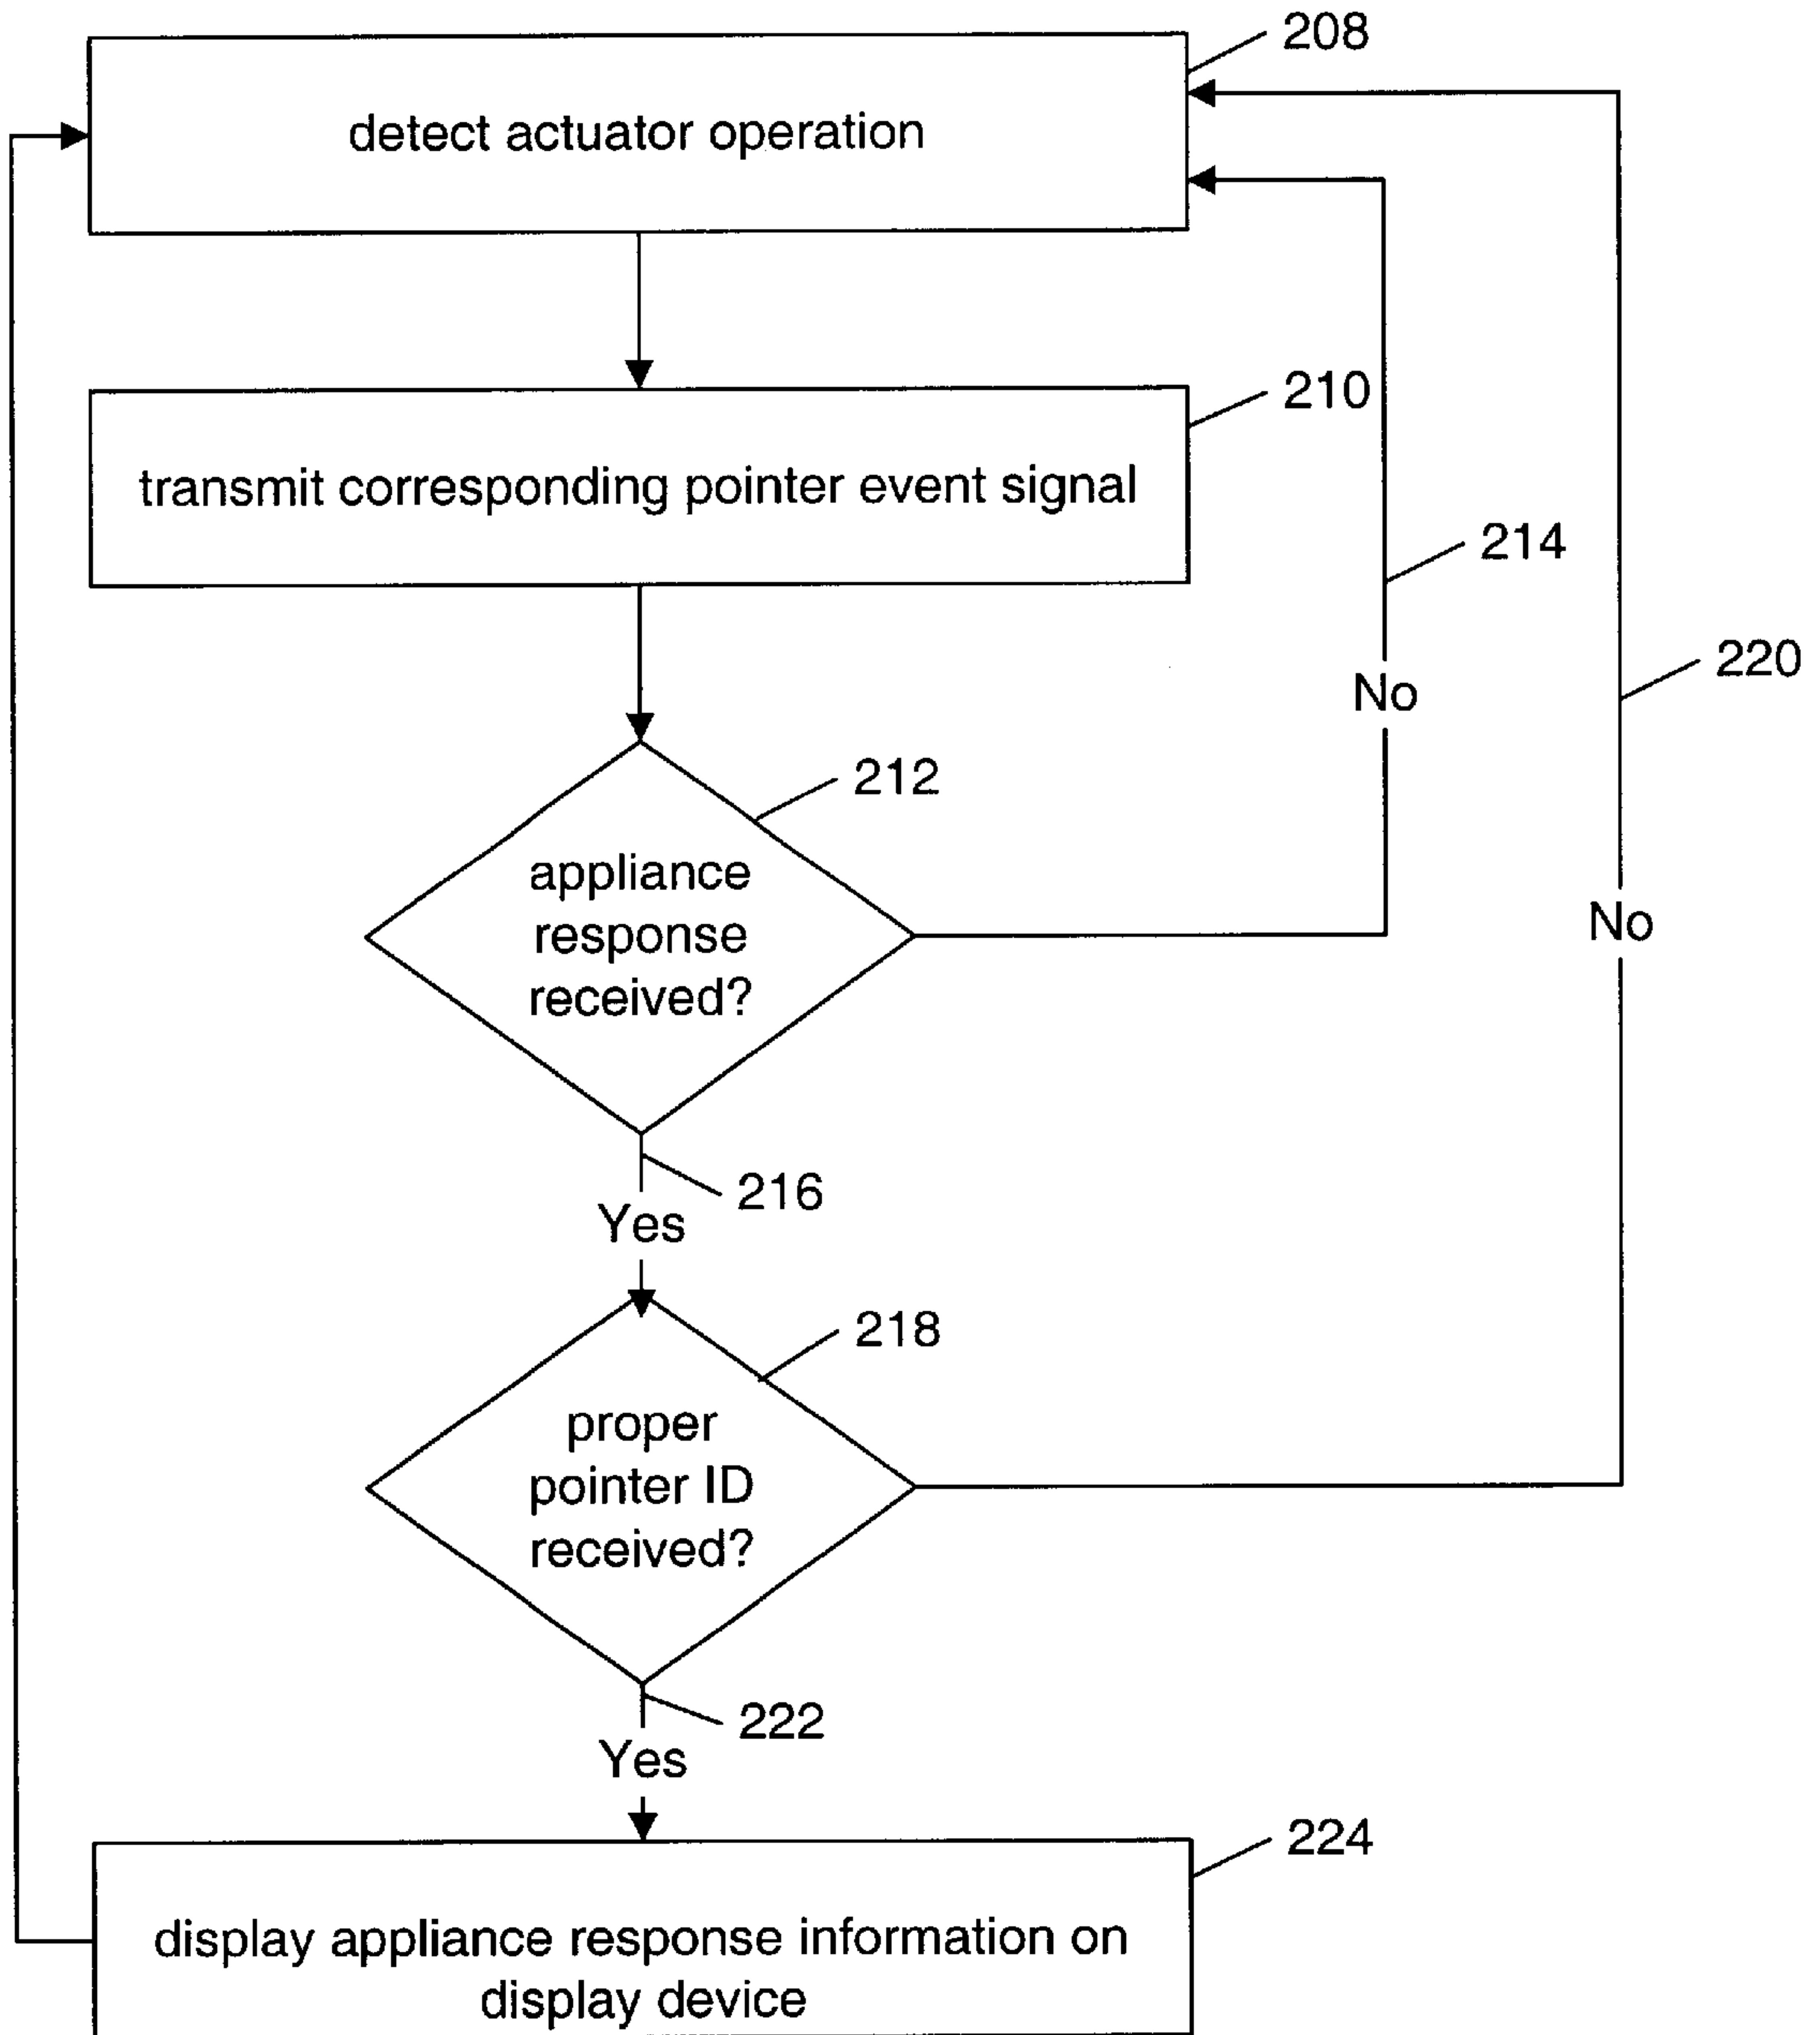 208
detect actuator operation
210
transmit corresponding pointer event signal
214
220
No
212
appliance
response
received?
No
216
Yes
218
proper
pointer ID
received?
222
Yes
224
display appliance response information on
display device